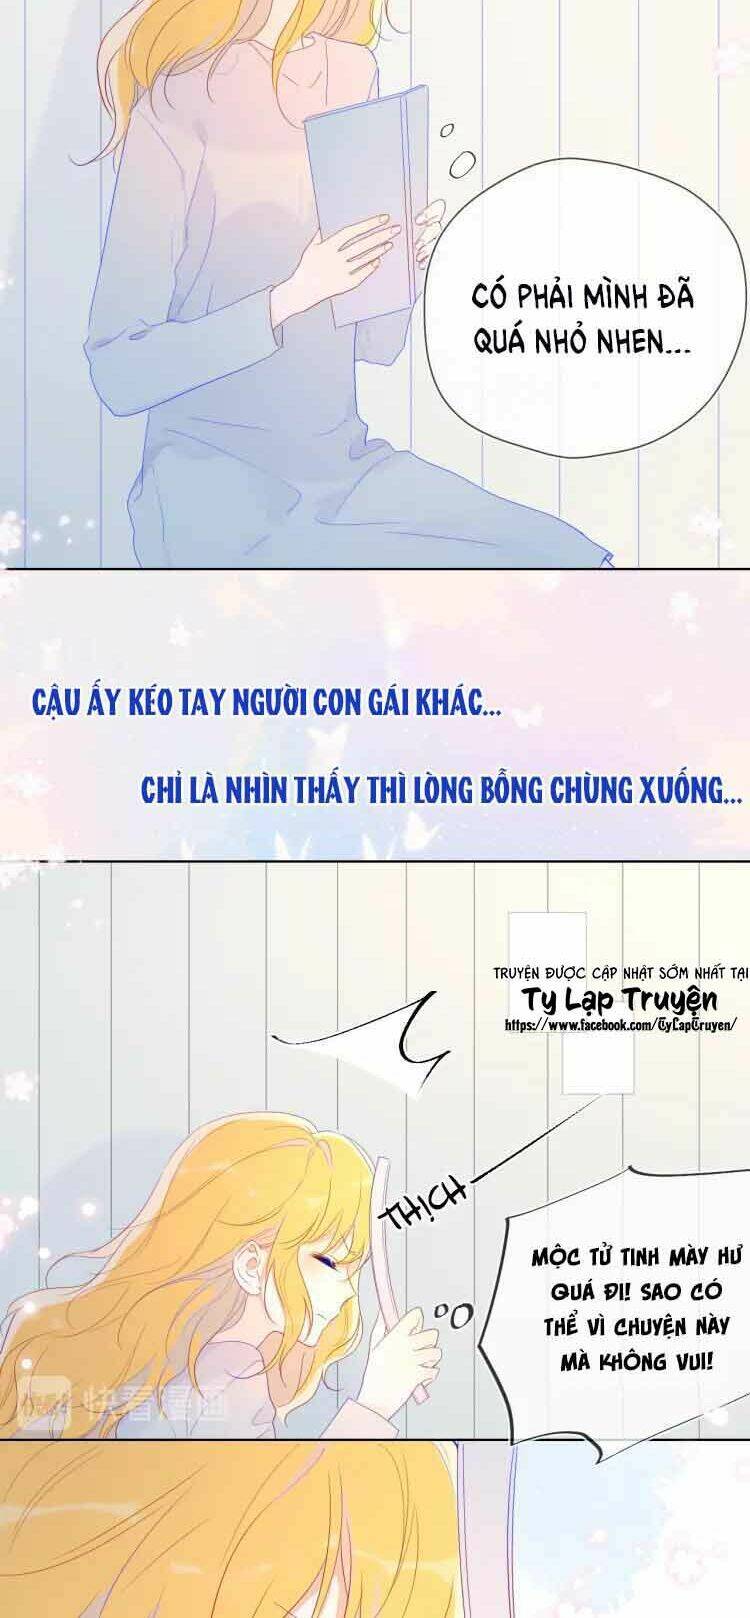 CÓ PHẢI MÌNH ĐÃ
QUÁ NHỎ NHEN...
CẬU ẤY KÉO TAY NGƯỜI CON GÁI KHÁC...
CHỈ LÀ NHÌN THẤY THÌ LÒNG BỖNG CHÙNG XUỐNG...
TRUYỆN ĐƯỢC CẬP NHẬT SỚM NHẤT TẠI
Ty Lạp Truyện
https://www.facebook.com/TyLapTruyen/
THỊCH
MỘC TỬ TINH MÀY HƯ
QUÁ ĐI! SAO CÓ
THỂ VÌ CHUYỆN NÀY
MÀ KHÔNG VUI!
快看漫画